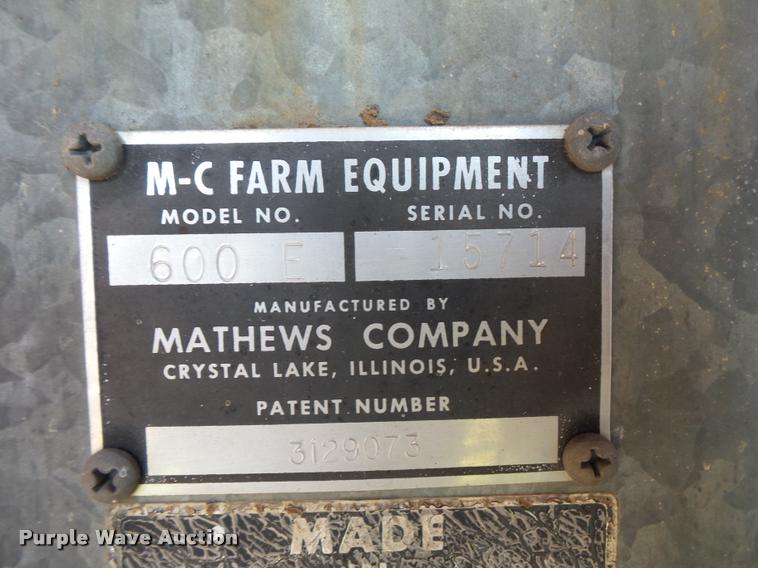 M-C FARM EQUIPMENT
MODEL NO. SERIAL NO.
600 E 15714
MANUFACTURED BY
MATHEWS COMPANY
CRYSTAL LAKE, ILLINOIS, U.S.A.
PATENT NUMBER
3129073
MADE
Purple Wave Auction